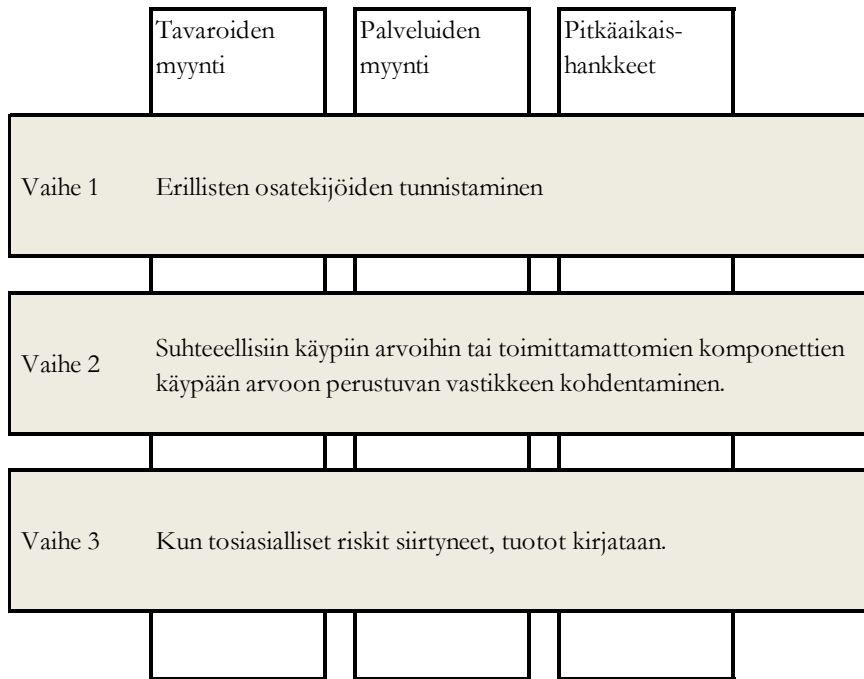 Tavaroiden
myynti
Palveluiden
myynti
Pitkäaikais-
hankkeet
Vaihe 1
Erillisten osatekijöiden tunnistaminen
Vaihe 2
Suhteeellisiin käypiin arvoihin tai toimittamattomien komponettien
käypään arvoon perustuvan vastikkeen kohdentaminen.
Vaihe 3
Kun tosiasialliset riskit siirtyneet, tuotot kirjataan.